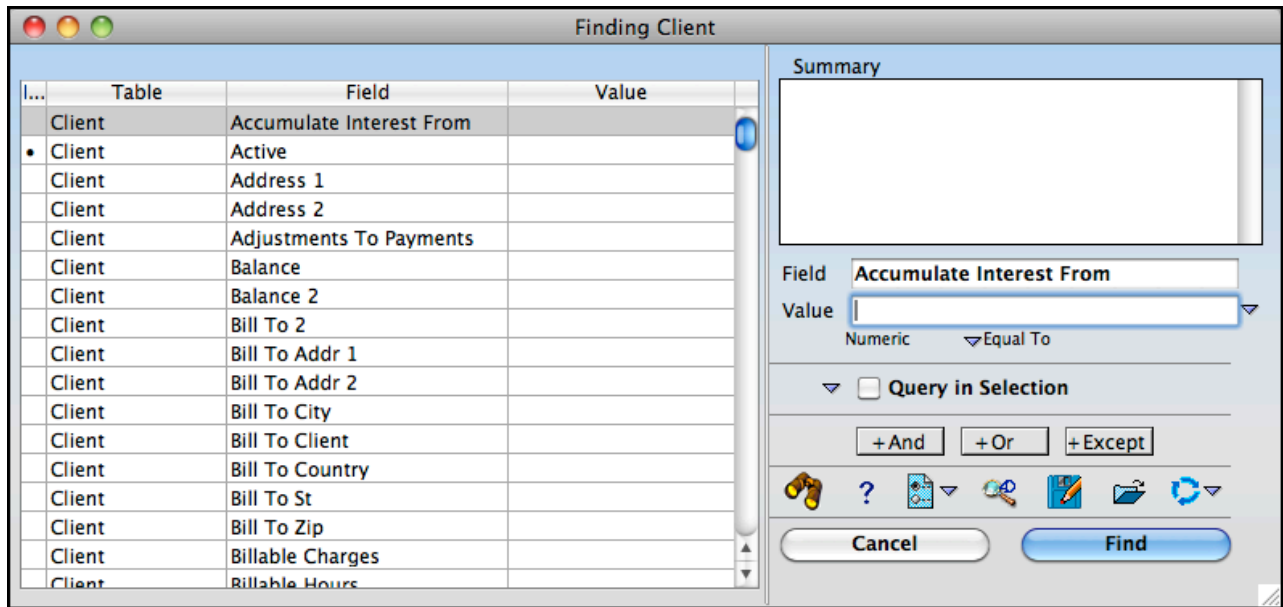 Finding Client
I... Table Field Value
Client Accumulate Interest From
• Client Active
Client Address 1
Client Address 2
Client Adjustments To Payments
Client Balance
Client Balance 2
Client Bill To 2
Client Bill To Addr 1
Client Bill To Addr 2
Client Bill To City
Client Bill To Client
Client Bill To Country
Client Bill To St
Client Bill To Zip
Client Billable Charges
Client Billable Hours
Summary
Field Accumulate Interest From
Value
Numeric Equal To
Query in Selection
+And +Or +Except
?
Cancel Find